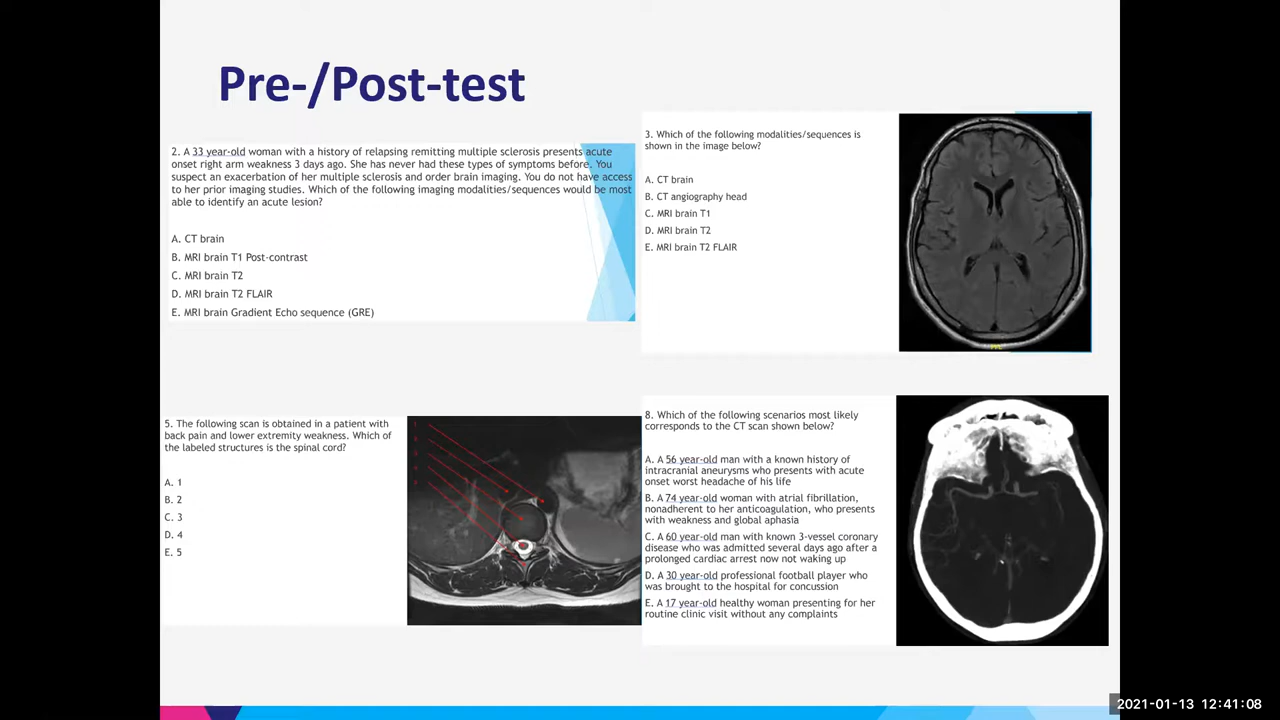 Pre-/Post-test
2. A 33 year-old woman with a history of relapsing remitting multiple sclerosis presents acute
onset right arm weakness 3 days ago. She has never had these types of symptoms before. You
suspect an exacerbation of her multiple sclerosis and order brain imaging. You do not have access
to her prior imaging studies. Which of the following imaging modalities/sequences would be most
able to identify an acute lesion?
A. CT brain
B. MRI brain T1 Post-contrast
C. MRI brain T2
D. MRI brain T2 FLAIR
E. MRI brain Gradient Echo sequence (GRE)
3. Which of the following modalities/sequences is
shown in the image below?
A. CT brain
B. CT angiography head
C. MRI brain T1
D. MRI brain T2
E. MRI brain T2 FLAIR
5. The following scan is obtained in a patient with
back pain and lower extremity weakness. Which of
the labeled structures is the spinal cord?
A. 1
B. 2
C. 3
D. 4
E. 5
8. Which of the following scenarios most likely
corresponds to the CT scan shown below?
A. A 56 year-old man with a known history of
intracranial aneurysms who presents with acute
onset worst headache of his life
B. A 74 year-old woman with atrial fibrillation,
nonadherent to her anticoagulation, who presents
with weakness and global aphasia
C. A 60 year-old man with known 3-vessel coronary
disease who was admitted several days ago after a
prolonged cardiac arrest now not waking up
D. A 30 year-old professional football player who
was brought to the hospital for concussion
E. A 17 year-old healthy woman presenting for her
routine clinic visit without any complaints
2021-01-13 12:41:08